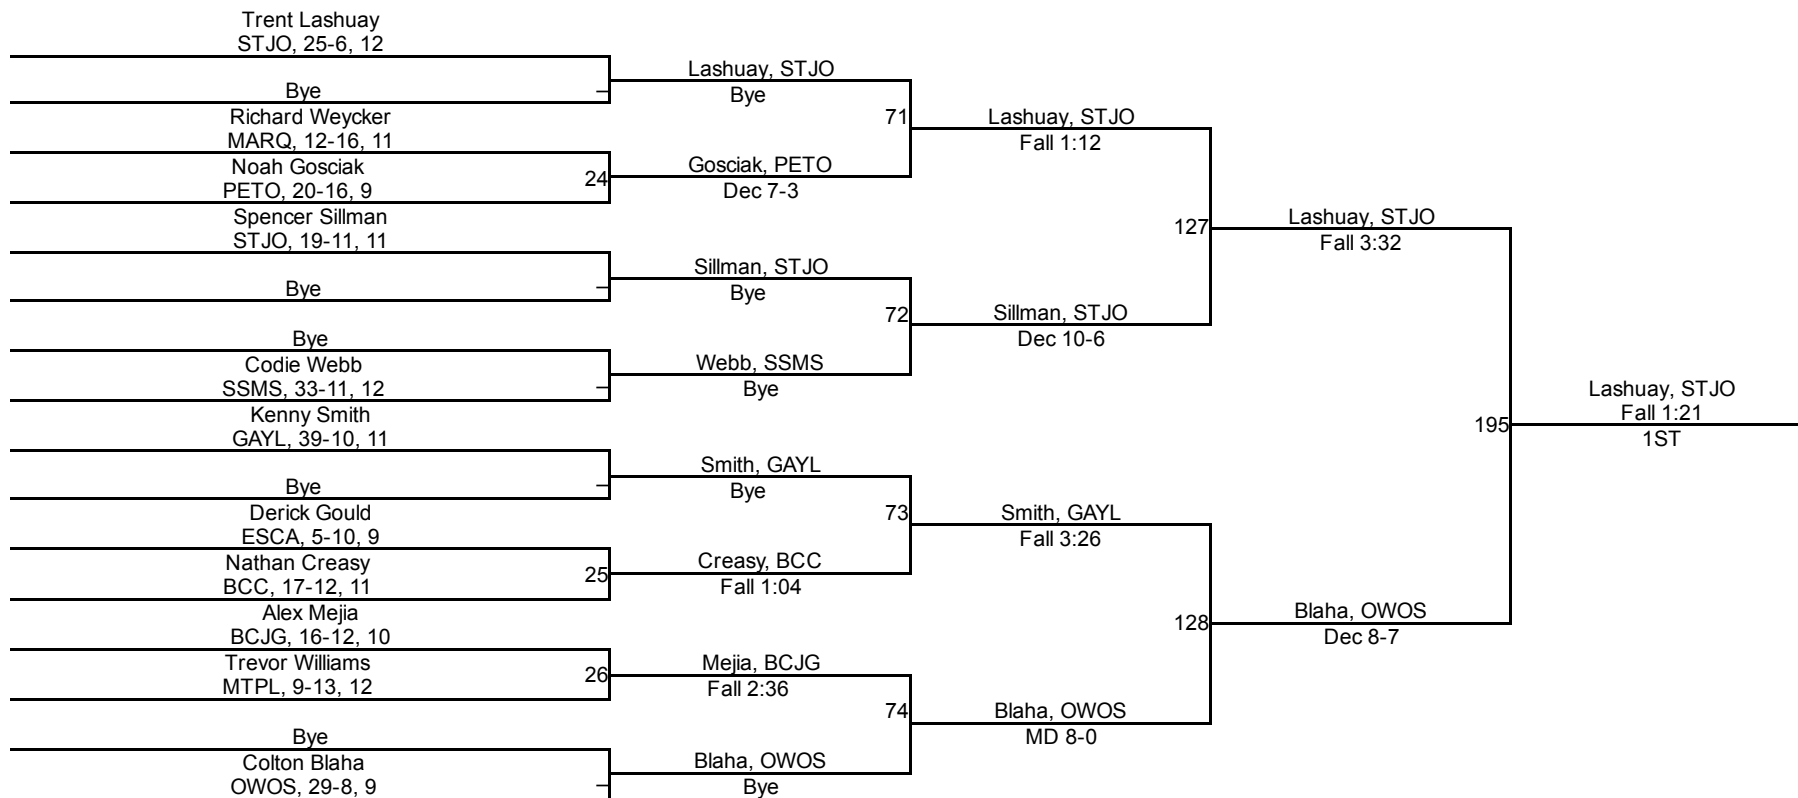 Trent Lashuay
STJO, 25-6, 12
Bye
Richard Weycker
MARQ, 12-16, 11
Noah Gosciak
PETO, 20-16, 9
24
Spencer Sillman
STJO, 19-11, 11
Bye
Bye
Codie Webb
SSMS, 33-11, 12
Kenny Smith
GAYL, 39-10, 11
Bye
Derick Gould
ESCA, 5-10, 9
Nathan Creasy
BCC, 17-12, 11
25
Alex Mejia
BCJG, 16-12, 10
Trevor Williams
MTPL, 9-13, 12
26
Bye
Colton Blaha
OWOS, 29-8, 9
Lashuay, STJO
Bye
71
Gosciak, PETO
Dec 7-3
Sillman, STJO
Bye
72
Webb, SSMS
Bye
Smith, GAYL
Bye
73
Creasy, BCC
Fall 1:04
Mejia, BCJG
Fall 2:36
74
Blaha, OWOS
Bye
Lashuay, STJO
Fall 1:12
127
Sillman, STJO
Dec 10-6
Smith, GAYL
Fall 3:26
128
Blaha, OWOS
MD 8-0
Lashuay, STJO
Fall 3:32
195
Blaha, OWOS
Dec 8-7
Lashuay, STJO
Fall 1:21
1ST